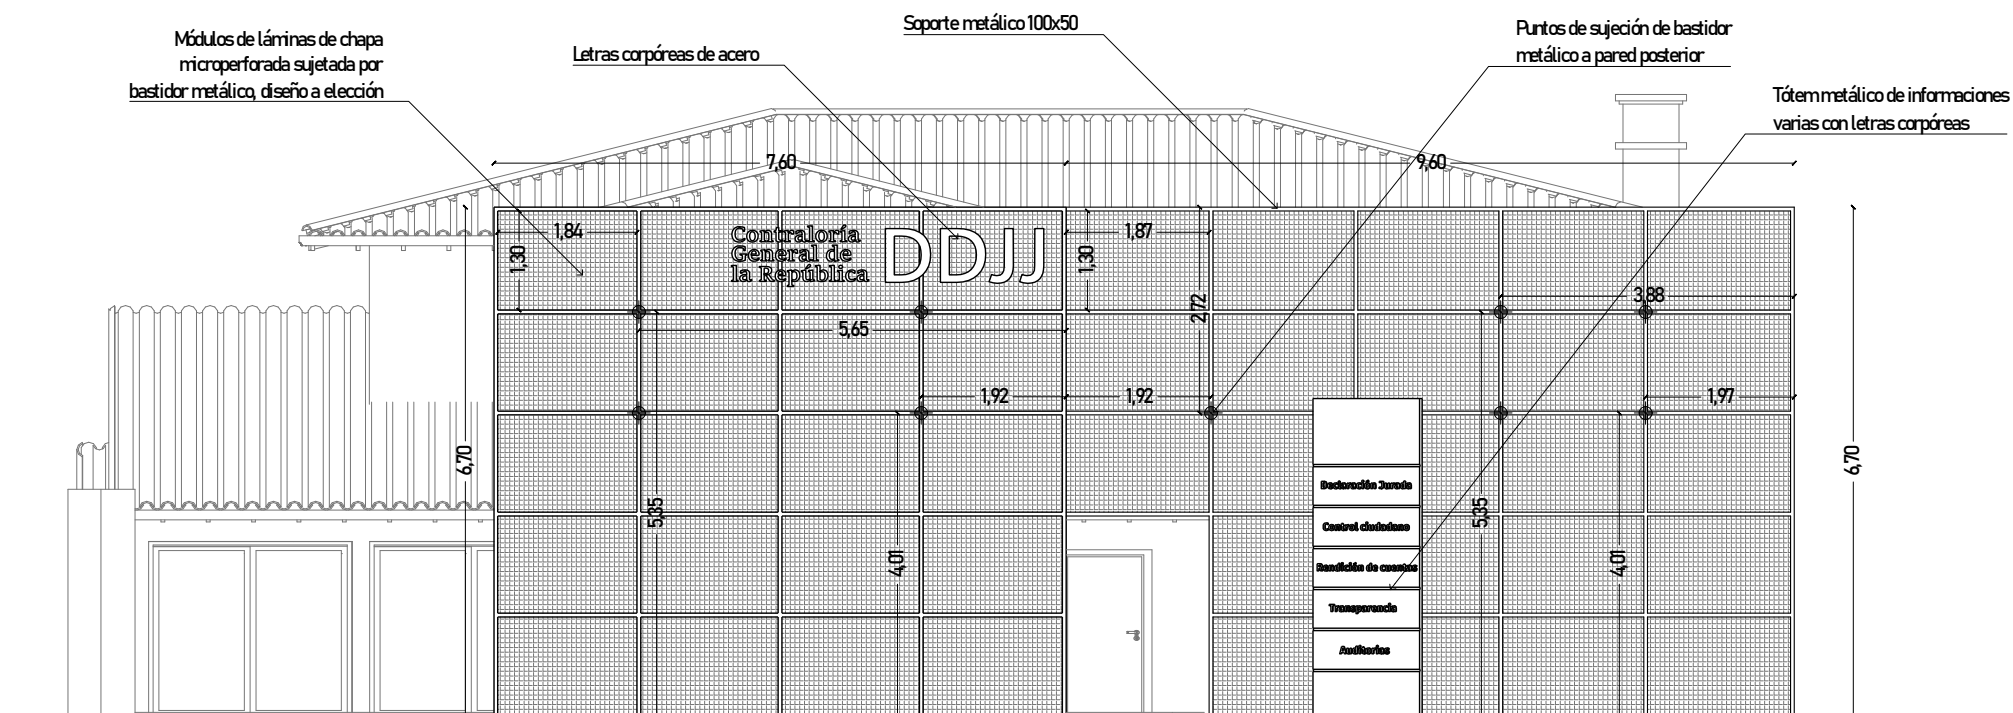 Módulos de láminas de chapa
microperforada sujetada por
bastidor metálico, diseño a elección
Letras corpóreas de acero
Soporte metálico 100x50
Puntos de sujeción de bastidor
metálico a pared posterior
Tótem metálico de informaciones
varias con letras corpóreas
7,60
9,60
1,84
1,30
Contraloría
General de
la República
DDJJ
1,87
1,30
2,72
3,88
5,65
1,92
1,92
1,97
6,70
5,35
4,01
5,35
4,01
6,70
Declaración Jurada
Control ciudadano
Rendición de cuentas
Transparencia
Auditorías